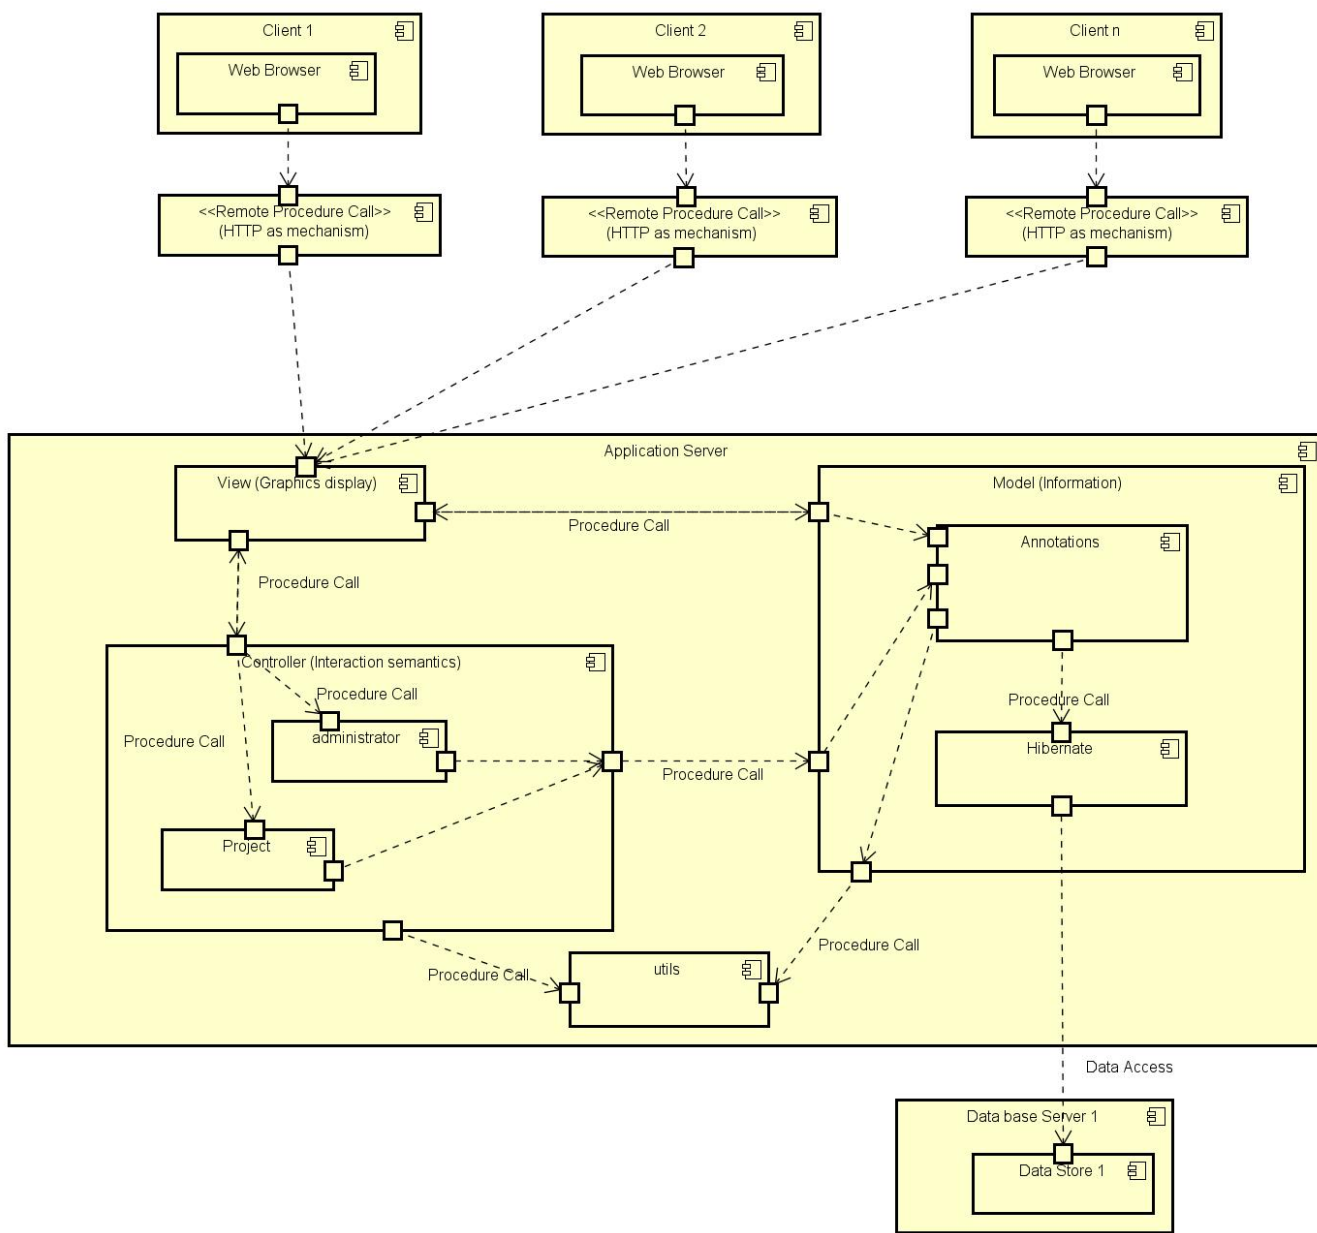 Client 1
Client 2
Client n
Web Browser
Web Browser
Web Browser
<<Remote Procedure Call>>
(HTTP as mechanism)
<<Remote Procedure Call>>
(HTTP as mechanism)
<<Remote Procedure Call>>
(HTTP as mechanism)
Application Server
View (Graphics display)
Model (Information)
Procedure Call
Annotations
Procedure Call
Controller (Interaction semantics)
Procedure Call
Procedure Call
administrator
Procedure Call
Hibernate
Procedure Call
Project
Procedure Call
Procedure Call
utils
Data Access
Data base Server 1
Data Store 1